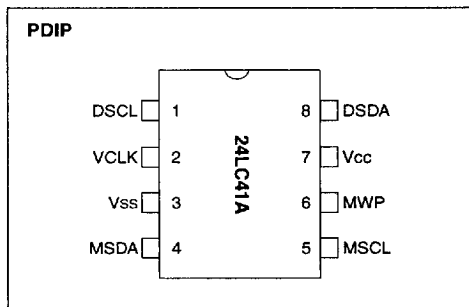 PDIP
DSCL 1 8 DSDA
VCLK 2 7 Vcc
Vss 3 6 MWP
MSDA 4 5 MSCL
24LC41A